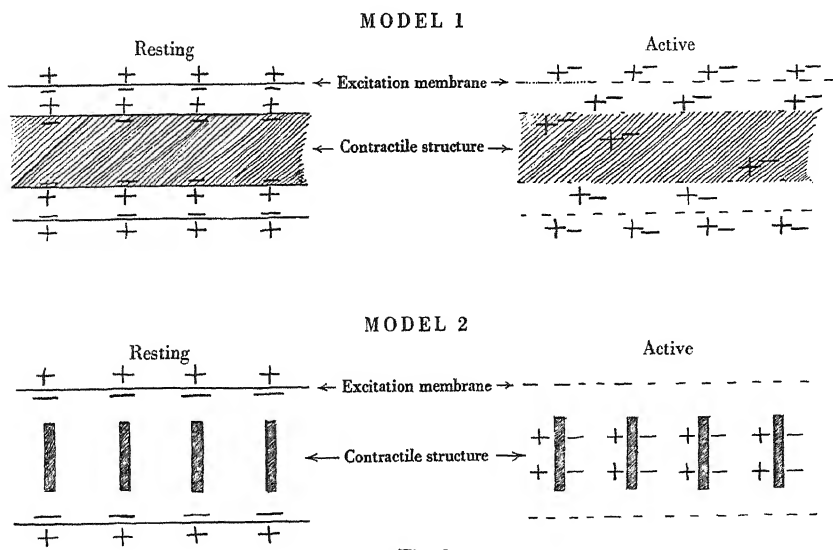 MODEL 1
Resting
Active
Excitation membrane
Contractile structure
MODEL 2
Resting
Active
Excitation membrane
Contractile structure